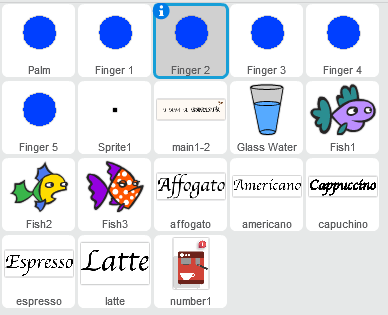 Palm
Finger 1
Finger 2
Finger 3
Finger 4
Finger 5
Sprite1
main1-2
Glass Water
Fish1
Affogato
Americano
Cappuccino
Fish2
Fish3
affogato
americano
capuchino
Espresso
Latte
espresso
latte
number1